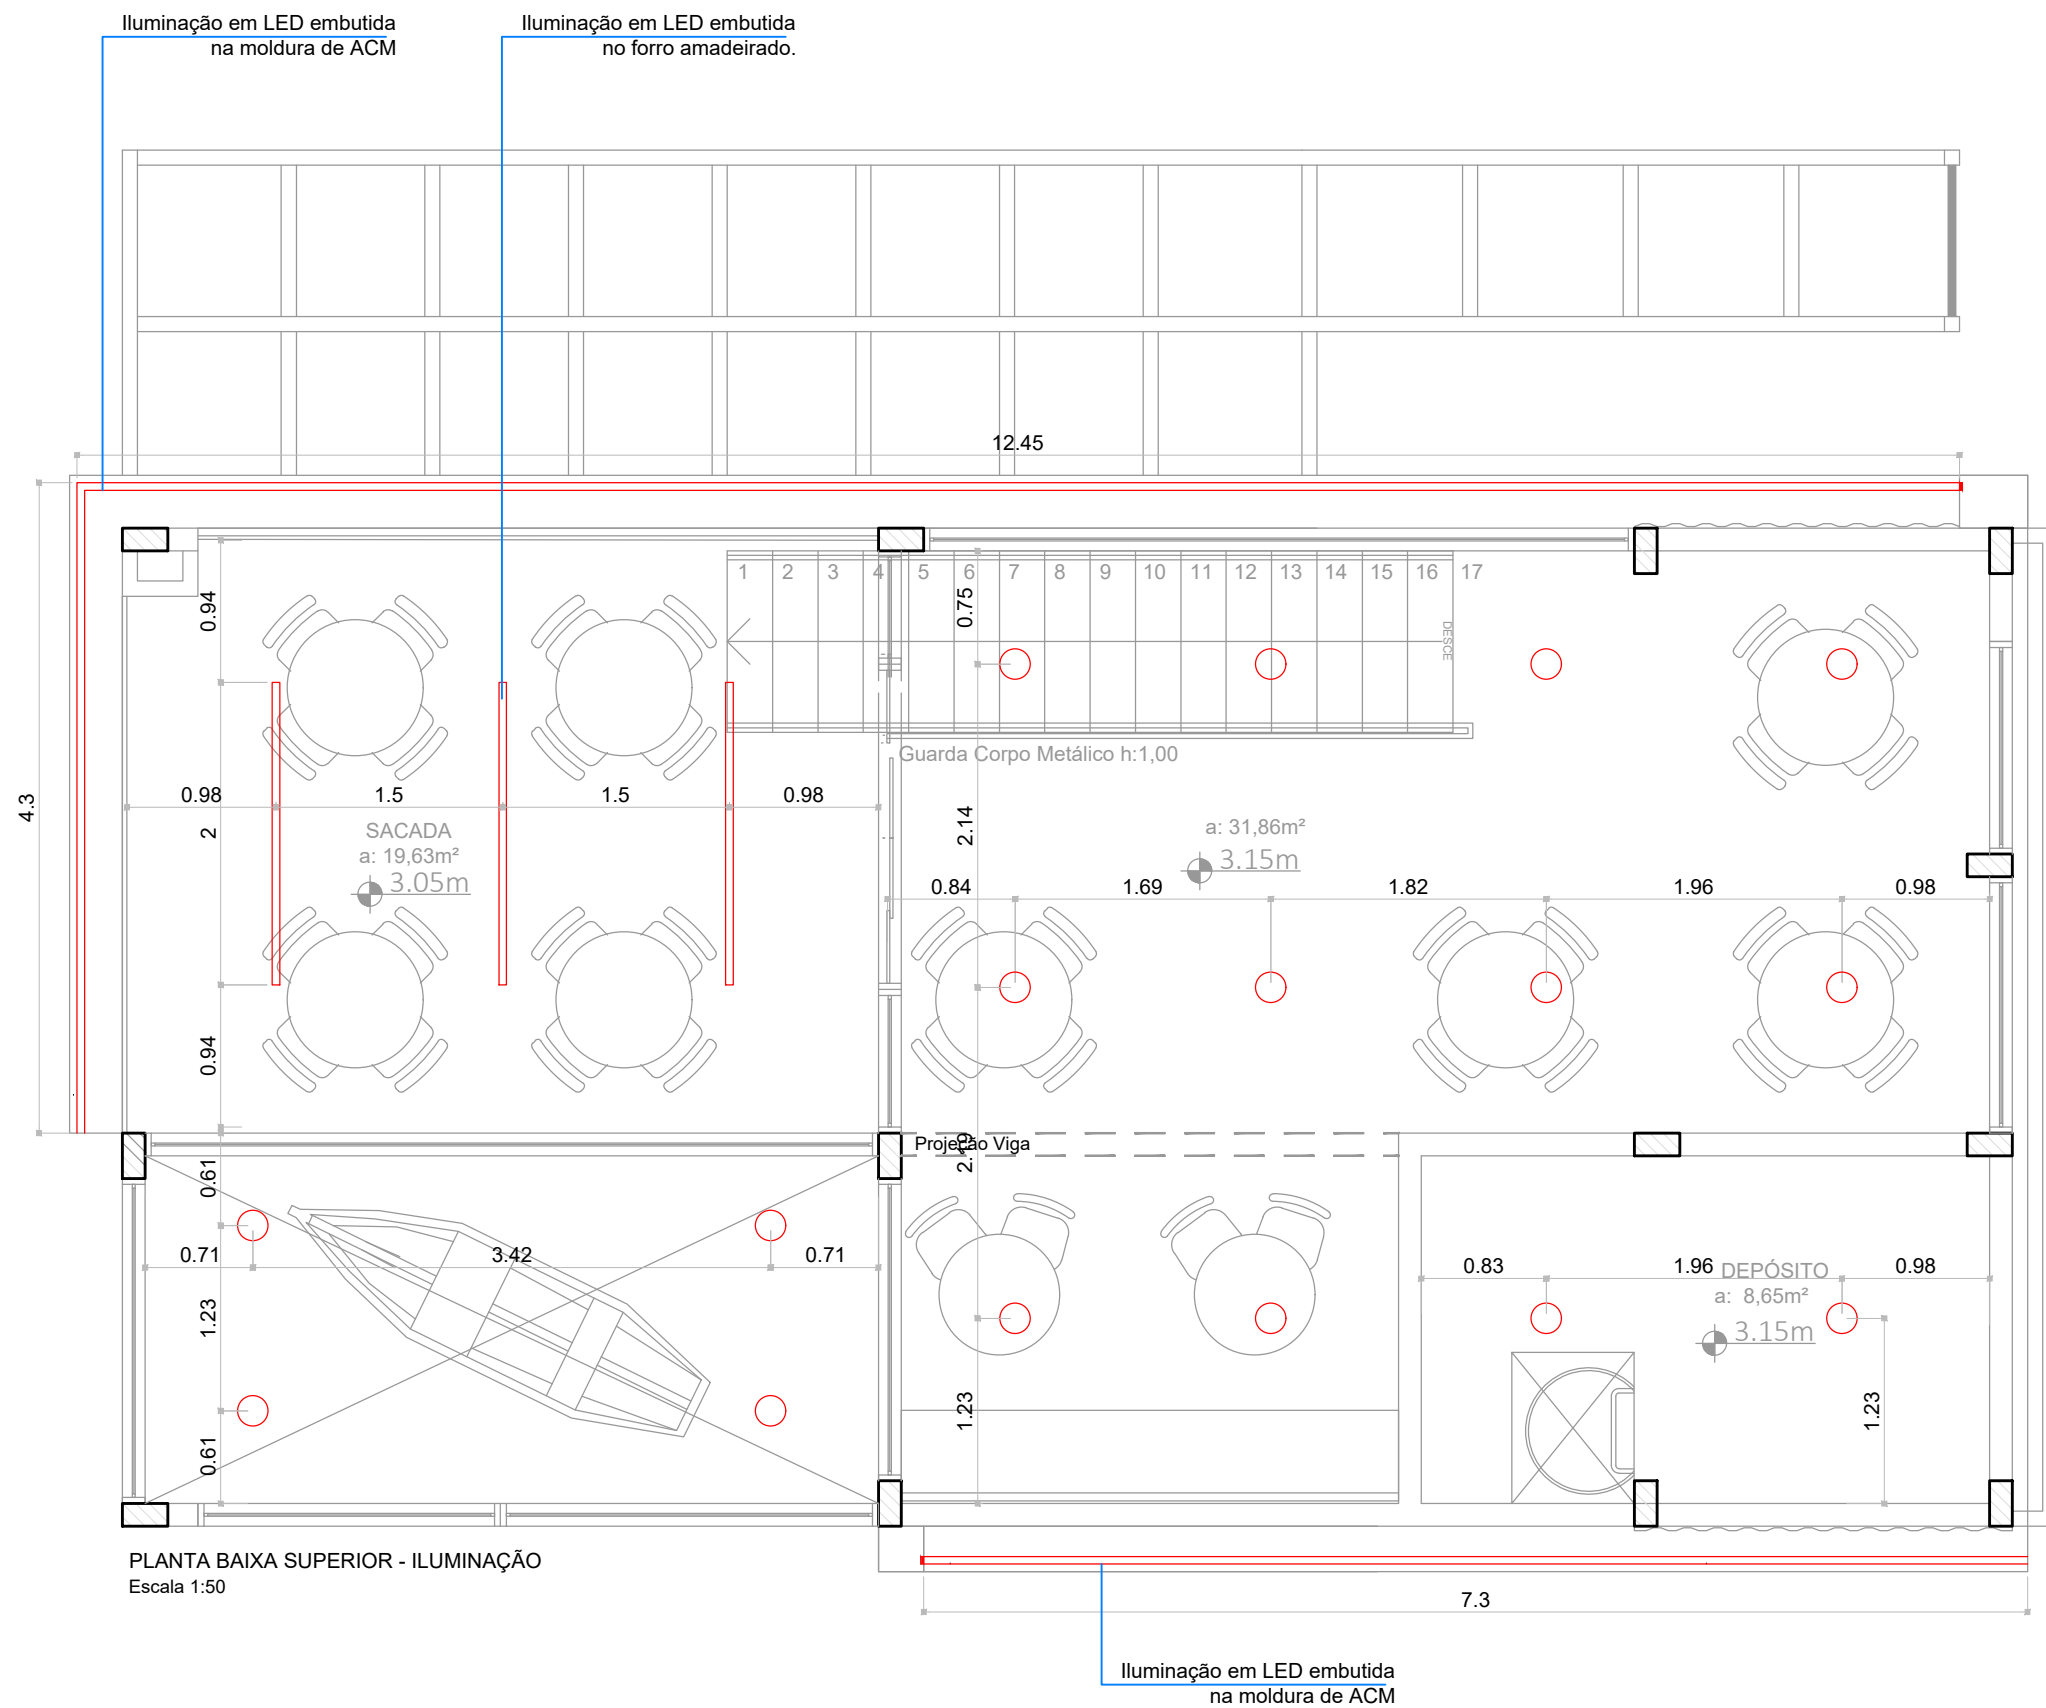 Iluminação em LED embutida
na moldura de ACM
Iluminação em LED embutida
no forro amadeirado.
12.45
4.3
1 2 3 4 5 6 7 8 9 10 11 12 13 14 15 16 17
DESCE
0.94
0.75
Guarda Corpo Metálico h:1,00
0.98 1.5 1.5 0.98
2
2.14
SACADA
a: 19,63m²
3.05m
a: 31,86m²
3.15m
0.84 1.69 1.82 1.96 0.98
0.94
Projeção Viga
2.19
0.61
0.71 3.42 0.71
0.83 1.96 0.98
DEPÓSITO
a: 8,65m²
3.15m
1.23
1.23
1.23
0.61
PLANTA BAIXA SUPERIOR - ILUMINAÇÃO
Escala 1:50
7.3
Iluminação em LED embutida
na moldura de ACM